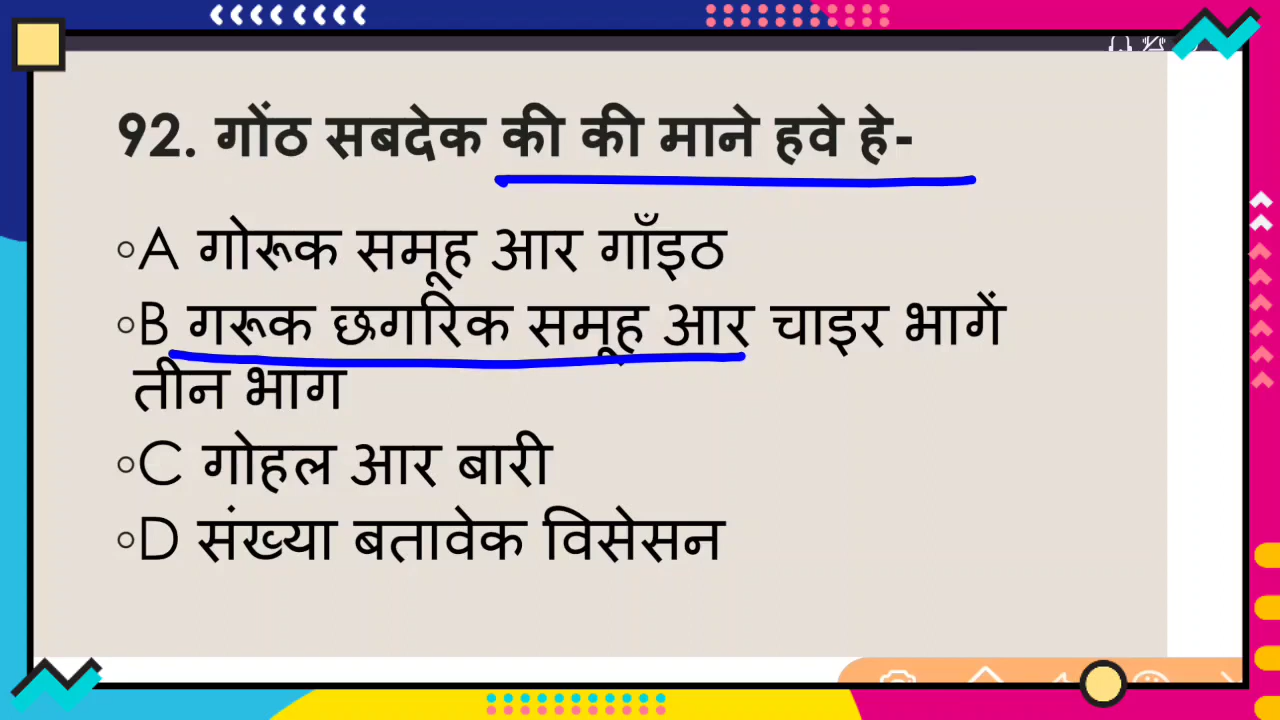 92. गोंठ सबदेक की की माने हवे हे-
◦A गोरूक समूह आर गाँइठ
◦B गरूक छगरिक समूह आर चाइर भागें
तीन भाग
◦C गोहल आर बारी
◦D संख्या बतावेक विसेसन